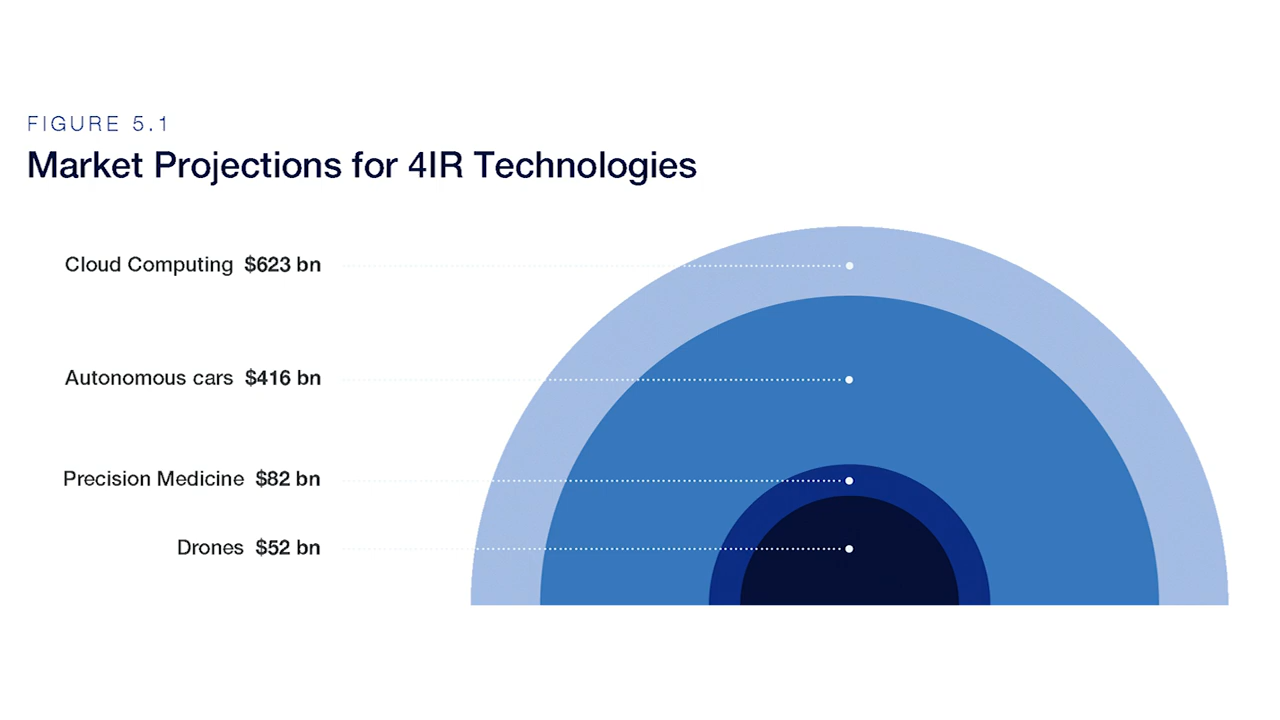 FIGURE 5.1
Market Projections for 4IR Technologies
Cloud Computing $623 bn
Autonomous cars $416 bn
Precision Medicine $82 bn
Drones $52 bn